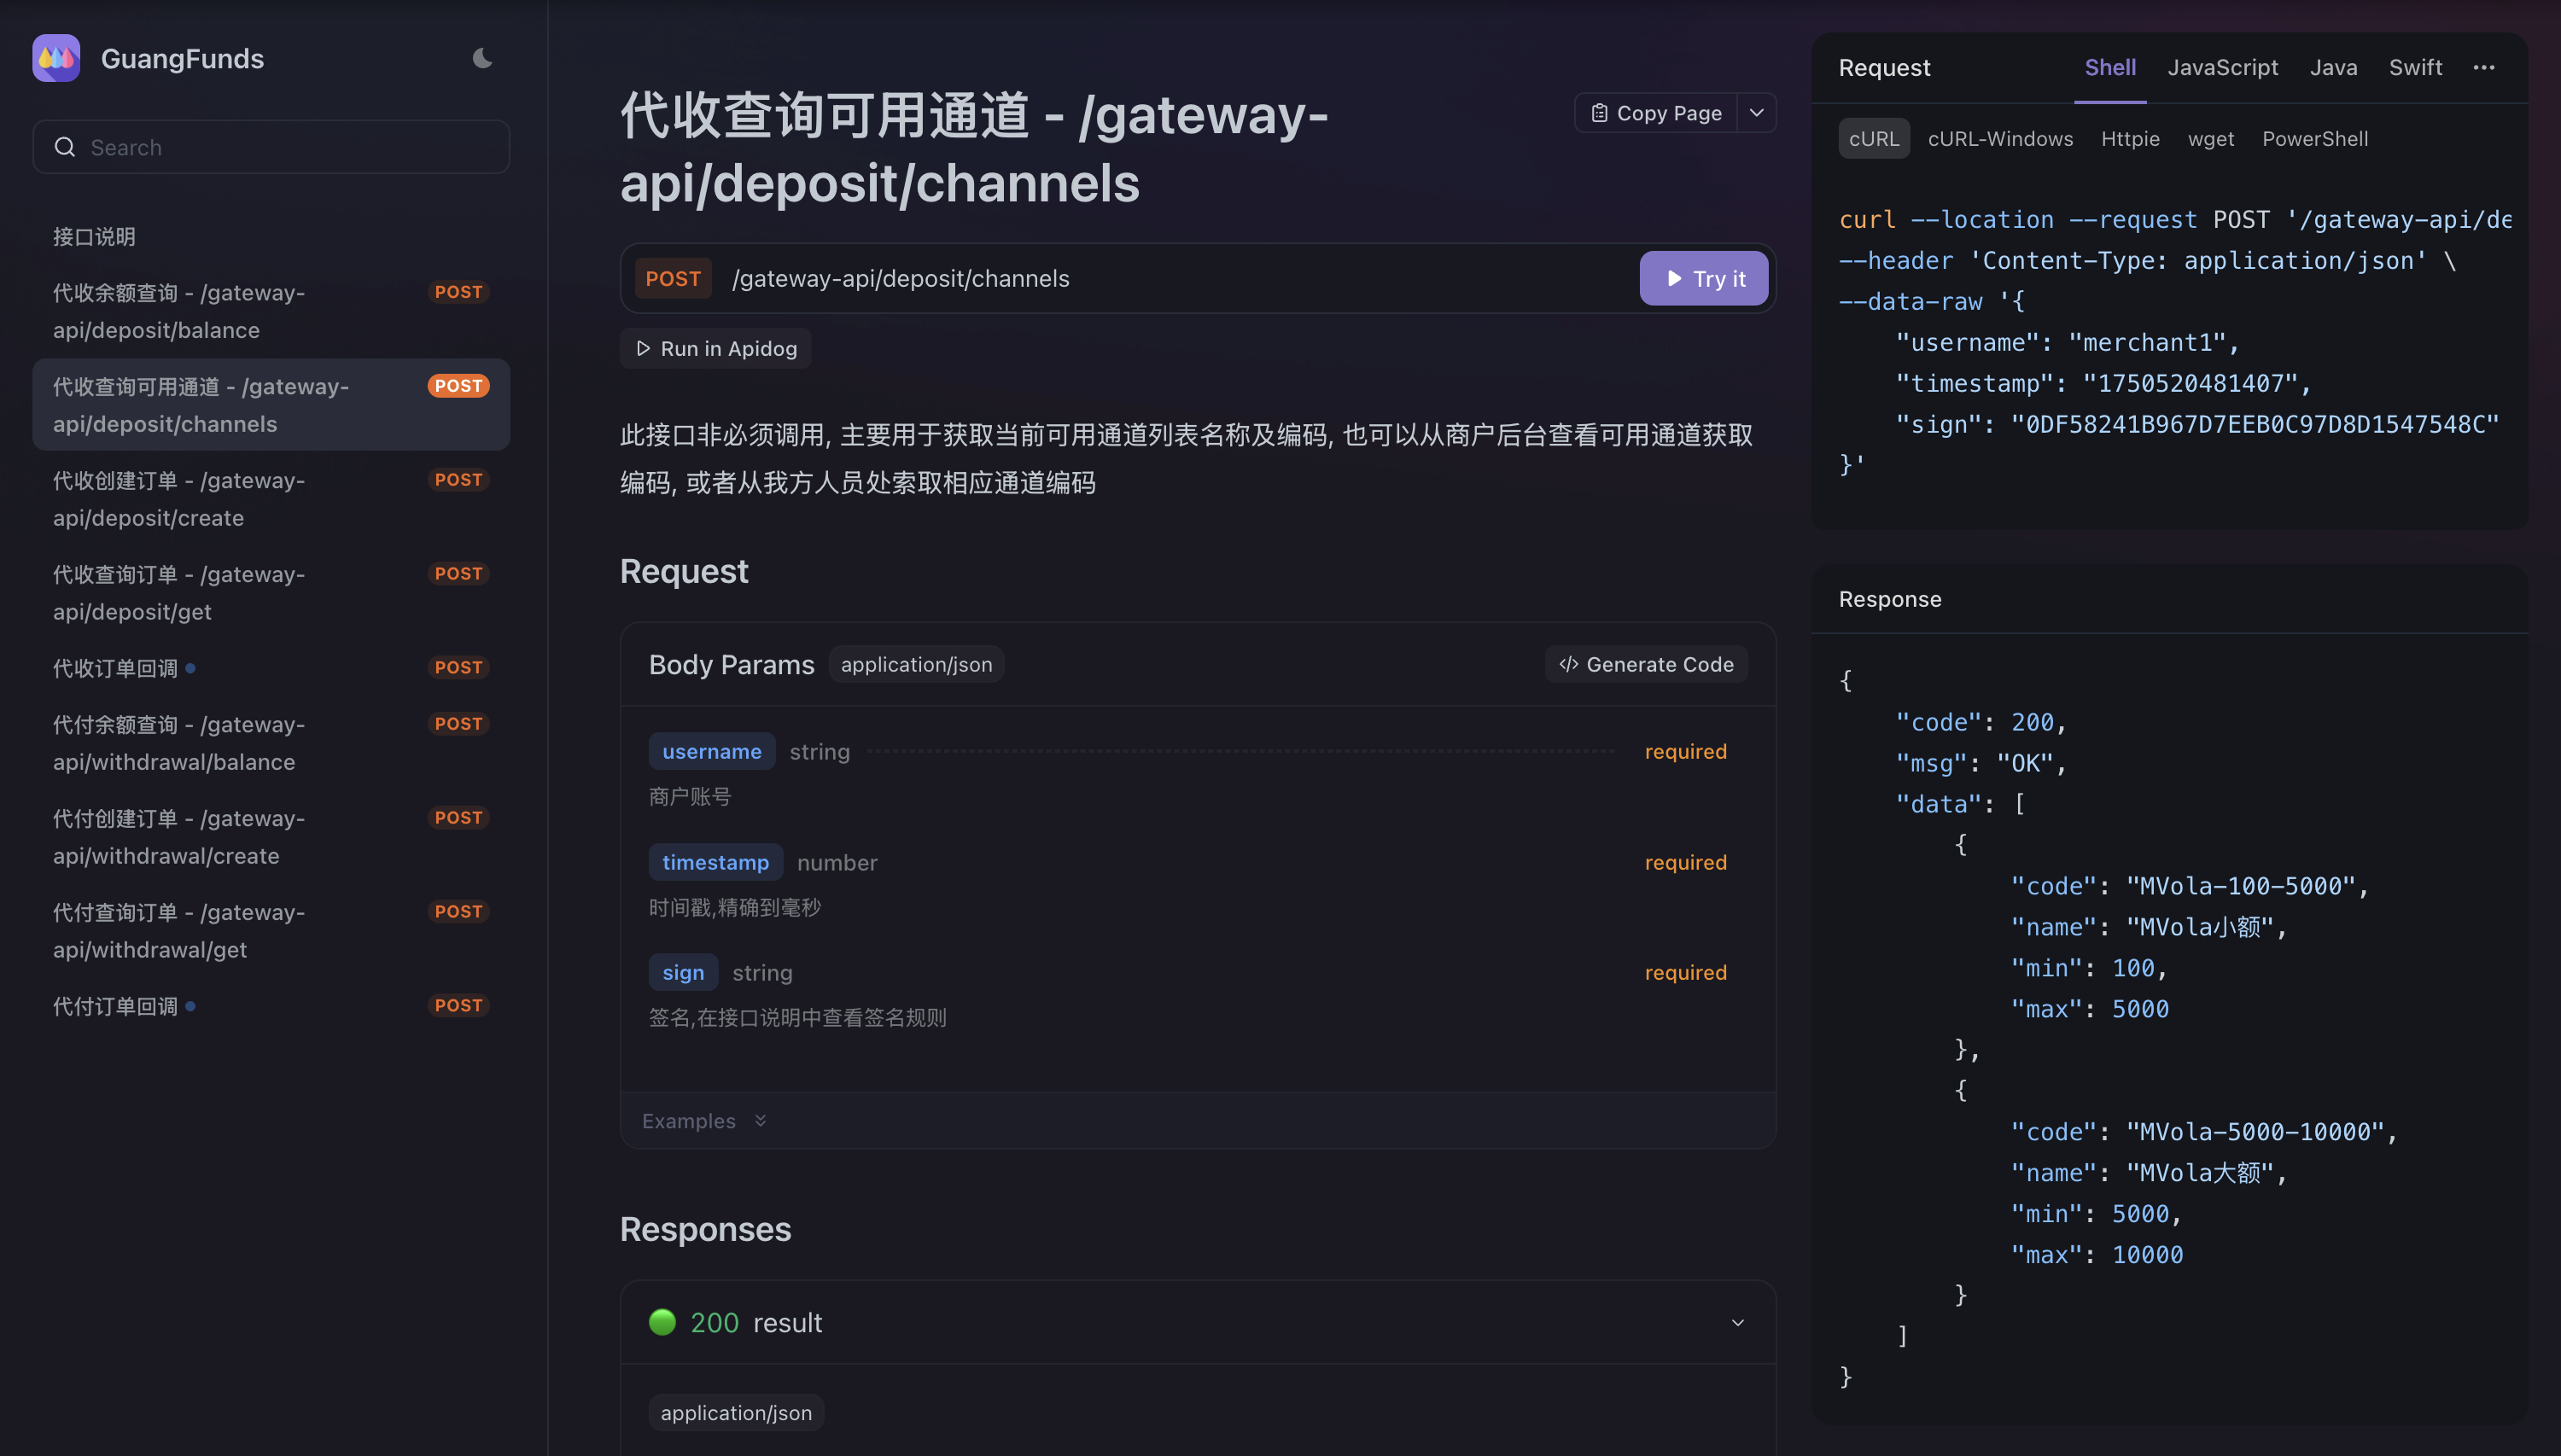 GuangFunds
Search
接口说明
代收余额查询 - /gateway-
api/deposit/balance
POST
代收查询可用通道 - /gateway-
api/deposit/channels
POST
代收创建订单 - /gateway-
api/deposit/create
POST
代收查询订单 - /gateway-
api/deposit/get
POST
代收订单回调
POST
代付余额查询 - /gateway-
api/withdrawal/balance
POST
代付创建订单 - /gateway-
api/withdrawal/create
POST
代付查询订单 - /gateway-
api/withdrawal/get
POST
代付订单回调
POST
代收查询可用通道 - /gateway-
api/deposit/channels
Copy Page
POST /gateway-api/deposit/channels
Try it
Run in Apidog
此接口非必须调用, 主要用于获取当前可用通道列表名称及编码, 也可以从商户后台查看可用通道获取
编码, 或者从我方人员处索取相应通道编码
Request
Body Params application/json
Generate Code
username string required
商户账号
timestamp number required
时间戳,精确到毫秒
sign string required
签名,在接口说明中查看签名规则
Examples
Responses
200 result
application/json
Request Shell JavaScript Java Swift ···
cURL cURL-Windows Httpie wget PowerShell
curl --location --request POST '/gateway-api/de
--header 'Content-Type: application/json' \
--data-raw '{
"username": "merchant1",
"timestamp": "1750520481407",
"sign": "0DF58241B967D7EEB0C97D8D1547548C"
}'
Response
{
"code": 200,
"msg": "OK",
"data": [
{
"code": "MVola-100-5000",
"name": "MVola小额",
"min": 100,
"max": 5000
},
{
"code": "MVola-5000-10000",
"name": "MVola大额",
"min": 5000,
"max": 10000
}
]
}